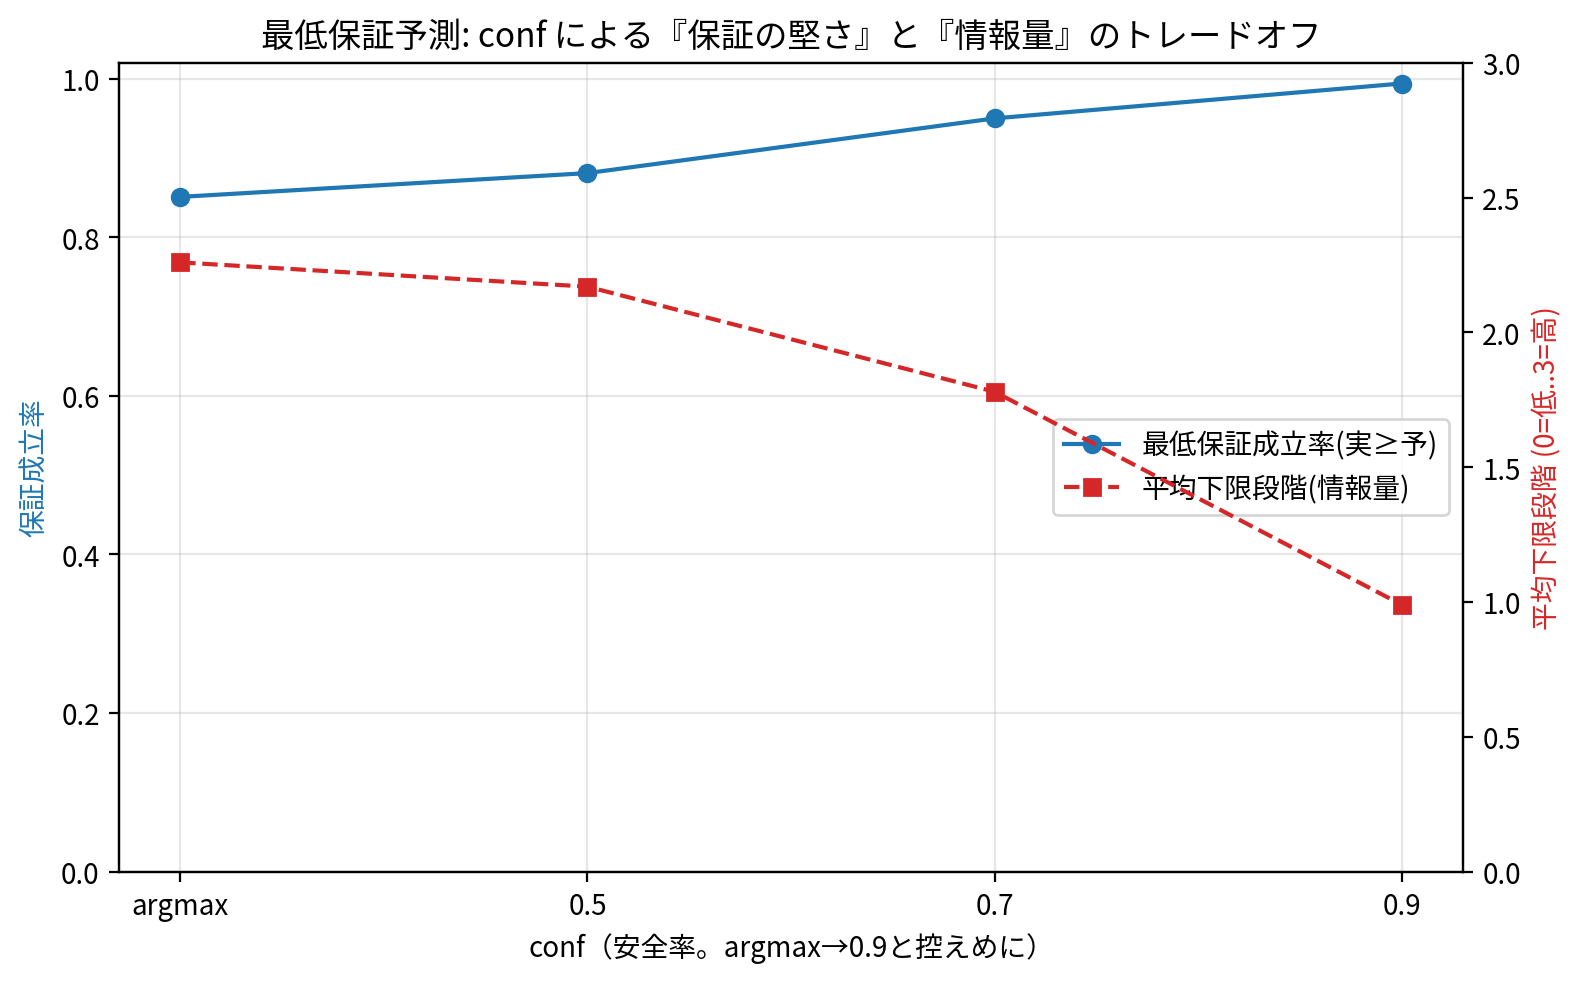 最低保証予測: conf による『保証の堅さ』と『情報量』のトレードオフ
保証成立率
1.0
0.8
0.6
0.4
0.2
0.0
3.0
2.5
2.0
1.5
1.0
0.5
0.0
平均下限段階 (0=低..3=高)
最低保証成立率(実≥予)
平均下限段階(情報量)
argmax
0.5
0.7
0.9
conf（安全率。argmax→0.9と控えめに）